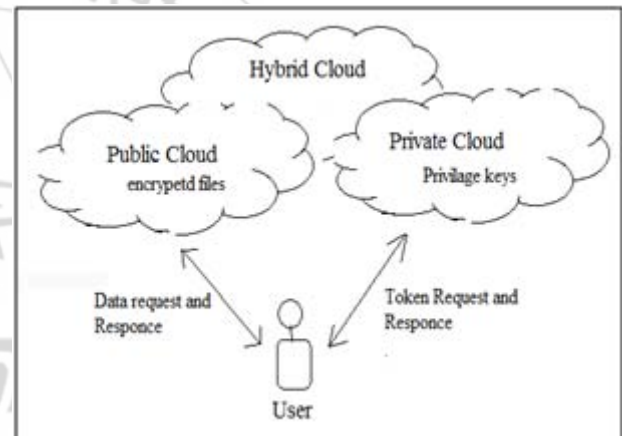 Hybrid Cloud
Public Cloud
encrypetd files
Private Cloud
Privilage keys
Data request and
Responce
Token Request and
Responce
User